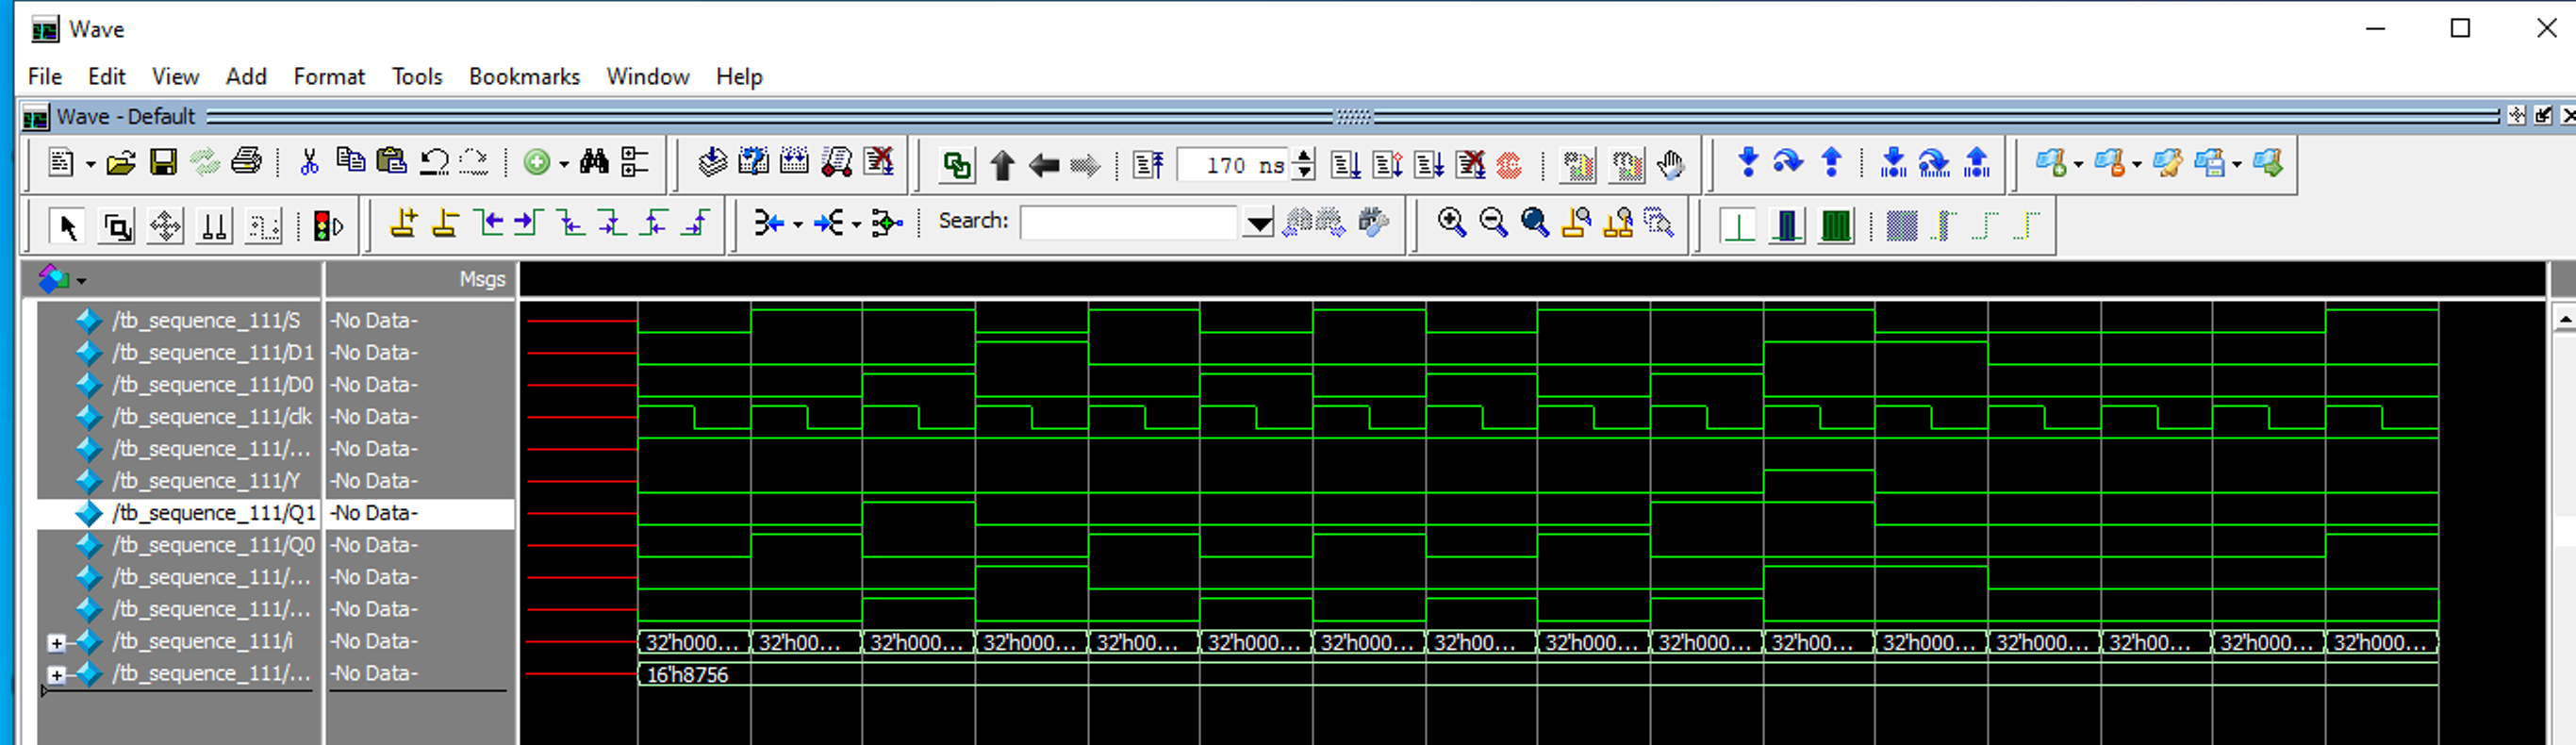 Wave
File Edit View Add Format Tools Bookmarks Window Help
Wave - Default
170 ns
Search:
Msgs
/tb_sequence_111/S -No Data-
/tb_sequence_111/D1 -No Data-
/tb_sequence_111/D0 -No Data-
/tb_sequence_111/clk -No Data-
/tb_sequence_111/... -No Data-
/tb_sequence_111/Y -No Data-
/tb_sequence_111/Q1 -No Data-
/tb_sequence_111/Q0 -No Data-
/tb_sequence_111/... -No Data-
/tb_sequence_111/... -No Data-
/tb_sequence_111/i -No Data- 32'h000... 32'h00... 32'h000... 32'h000... 32'h00... 32'h000... 32'h000... 32'h00... 32'h000... 32'h000... 32'h00... 32'h000... 32'h000... 32'h00... 32'h000... 32'h000...
/tb_sequence_111/... -No Data- 16'h8756